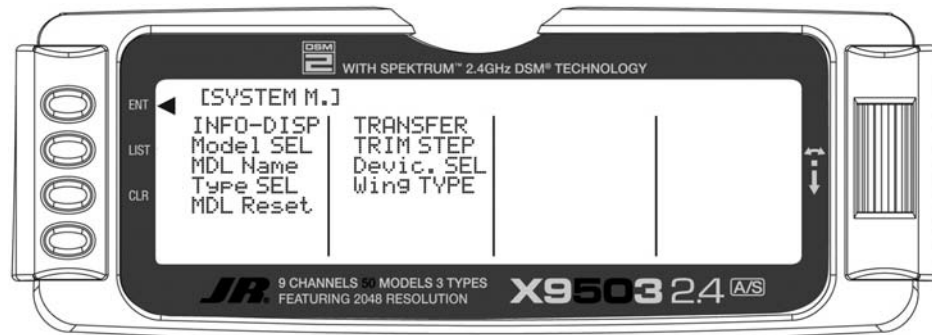 DSM
2
WITH SPEKTRUM™ 2.4GHz DSM® TECHNOLOGY
ENT
LIST
CLR
[SYSTEM M.]
INFO-DISP
Model SEL
MDL Name
Type SEL
MDL Reset
TRANSFER
TRIM STEP
Devic. SEL
Wing TYPE
JR®
9 CHANNELS 50 MODELS 3 TYPES
FEATURING 2048 RESOLUTION
X9503 2.4 A/S